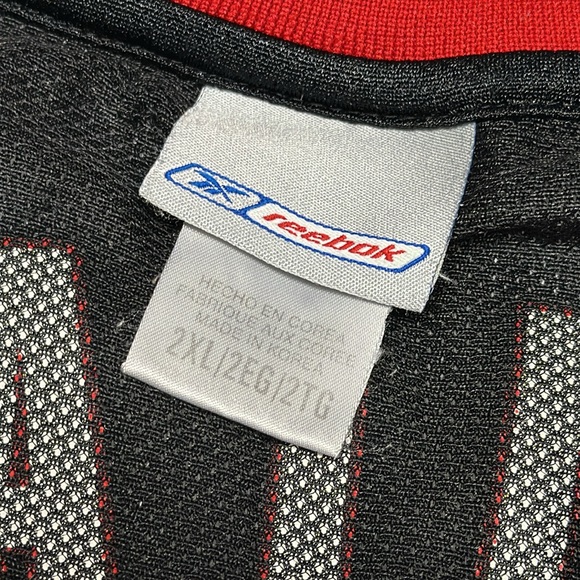 Reebok
HECHO EN COREA
FABRIQUE AUX COREE
MADE IN KOREA
2XL/2EG/2TG